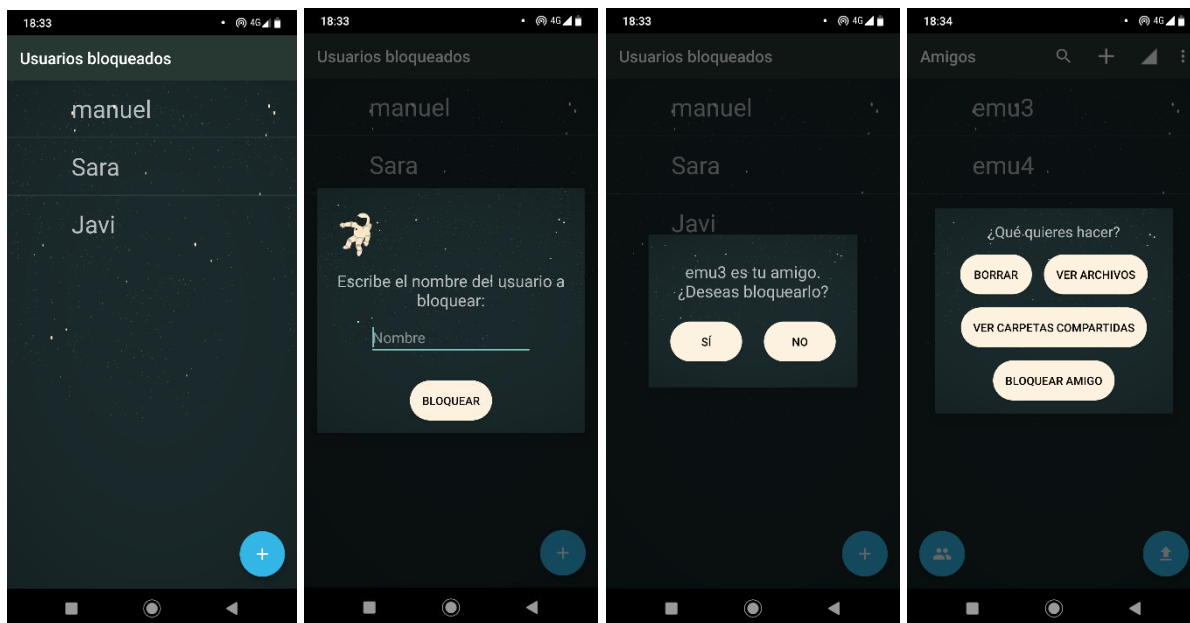 18:33
4G
Usuarios bloqueados
manuel
Sara
Javi
+
18:33
4G
Usuarios bloqueados
manuel
Sara
Escribe el nombre del usuario a
bloquear:
Nombre
BLOQUEAR
+
18:33
4G
Usuarios bloqueados
manuel
Sara
Javi
emu3 es tu amigo.
¿Deseas bloquearlo?
SÍ NO
+
18:34
4G
Amigos
emu3
emu4
¿Qué quieres hacer?
BORRAR VER ARCHIVOS
VER CARPETAS COMPARTIDAS
BLOQUEAR AMIGO